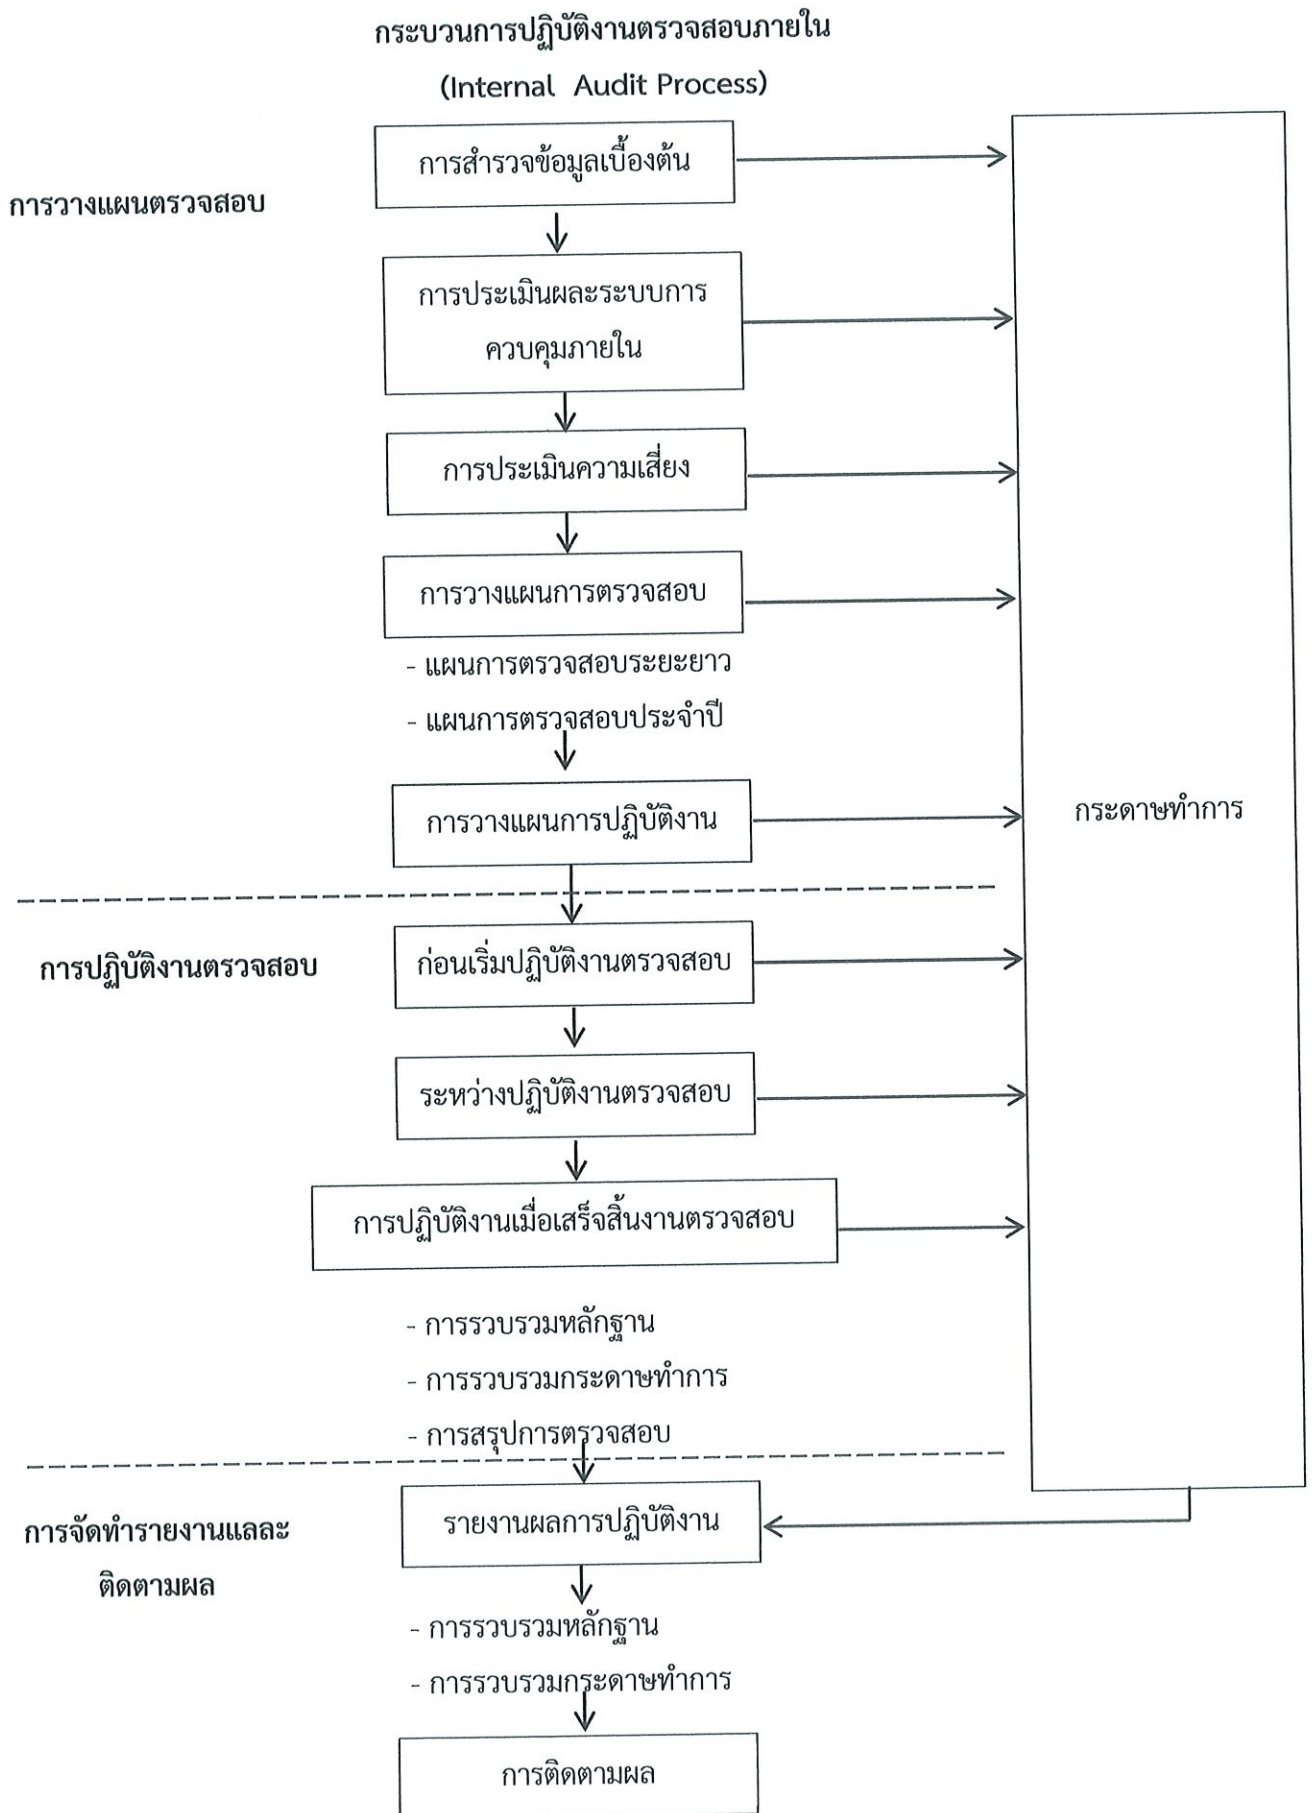 กระบวนการปฏิบัติงานตรวจสอบภายใน
(Internal Audit Process)
การสำรวจข้อมูลเบื้องต้น
การวางแผนตรวจสอบ
การประเมินผละระบบการ
ควบคุมภายใน
การประเมินความเสี่ยง
การวางแผนการตรวจสอบ
- แผนการตรวจสอบระยะยาว
- แผนการตรวจสอบประจำปี
การวางแผนการปฏิบัติงาน
กระดาษทำการ
การปฏิบัติงานตรวจสอบ
ก่อนเริ่มปฏิบัติงานตรวจสอบ
ระหว่างปฏิบัติงานตรวจสอบ
การปฏิบัติงานเมื่อเสร็จสิ้นงานตรวจสอบ
- การรวบรวมหลักฐาน
- การรวบรวมกระดาษทำการ
- การสรุปการตรวจสอบ
การจัดทำรายงานแลละ
ติดตามผล
รายงานผลการปฏิบัติงาน
- การรวบรวมหลักฐาน
- การรวบรวมกระดาษทำการ
การติดตามผล